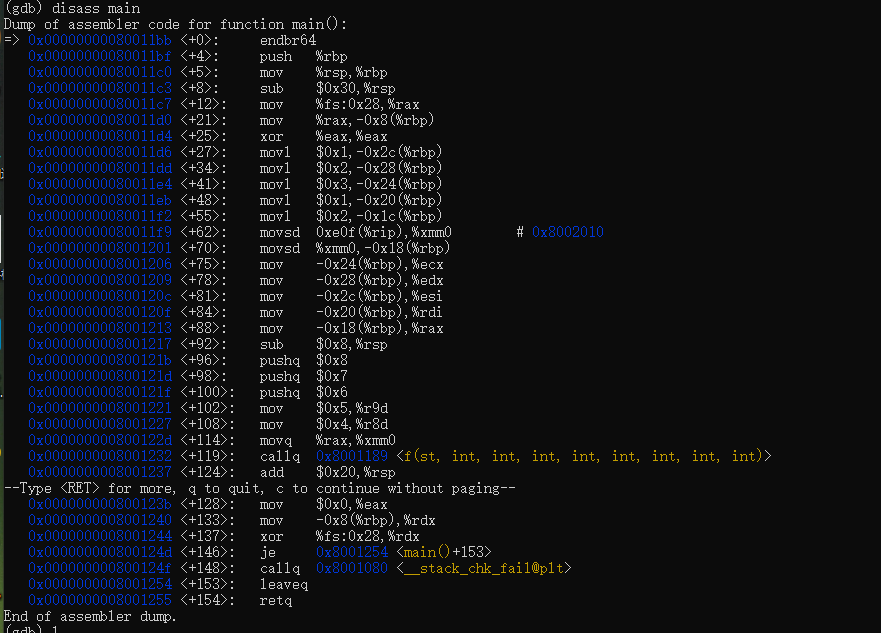 (gdb) disass main
Dump of assembler code for function main():
=> 0x00000000080011bb <+0>: endbr64
0x00000000080011bf <+4>: push %rbp
0x00000000080011c0 <+5>: mov %rsp,%rbp
0x00000000080011c3 <+8>: sub $0x30,%rsp
0x00000000080011c7 <+12>: mov %fs:0x28,%rax
0x00000000080011d0 <+21>: mov %rax,-0x8(%rbp)
0x00000000080011d4 <+25>: xor %eax,%eax
0x00000000080011d6 <+27>: movl $0x1,-0x2c(%rbp)
0x00000000080011dd <+34>: movl $0x2,-0x28(%rbp)
0x00000000080011e4 <+41>: movl $0x3,-0x24(%rbp)
0x00000000080011eb <+48>: movl $0x1,-0x20(%rbp)
0x00000000080011f2 <+55>: movl $0x2,-0x1c(%rbp)
0x00000000080011f9 <+62>: movsd 0xe0f(%rip),%xmm0 # 0x8002010
0x0000000008001201 <+70>: movsd %xmm0,-0x18(%rbp)
0x0000000008001206 <+75>: mov -0x24(%rbp),%ecx
0x0000000008001209 <+78>: mov -0x28(%rbp),%edx
0x000000000800120c <+81>: mov -0x2c(%rbp),%esi
0x000000000800120f <+84>: mov -0x20(%rbp),%rdi
0x0000000008001213 <+88>: mov -0x18(%rbp),%rax
0x0000000008001217 <+92>: sub $0x8,%rsp
0x000000000800121b <+96>: pushq $0x8
0x000000000800121d <+98>: pushq $0x7
0x000000000800121f <+100>: pushq $0x6
0x0000000008001221 <+102>: mov $0x5,%r9d
0x0000000008001227 <+108>: mov $0x4,%r8d
0x000000000800122d <+114>: movq %rax,%xmm0
0x0000000008001232 <+119>: callq 0x8001189 <f(st, int, int, int, int, int, int, int, int)>
0x0000000008001237 <+124>: add $0x20,%rsp
--Type <RET> for more, q to quit, c to continue without paging--
0x000000000800123b <+128>: mov $0x0,%eax
0x0000000008001240 <+133>: mov -0x8(%rbp),%rdx
0x0000000008001244 <+137>: xor %fs:0x28,%rdx
0x000000000800124d <+146>: je 0x8001254 <main()+153>
0x000000000800124f <+148>: callq 0x8001080 <__stack_chk_fail@plt>
0x0000000008001254 <+153>: leaveq
0x0000000008001255 <+154>: retq
End of assembler dump.
(gdb) l